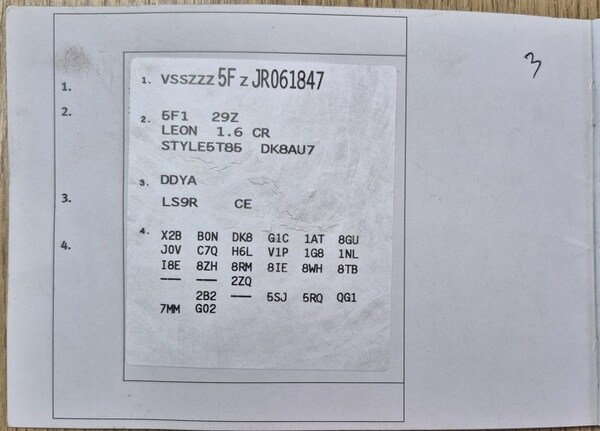 3
1. 1. VSSZZZ 5F Z JR061847
2. 2. 5F1 29Z
LEON 1.6 CR
STYLE5T85 DK8AU7
3. 3. DDYA
LS9R CE
4. 4. X2B B0N DK8 G1C 1AT 8GU
J0V C7Q H6L V1P 1G8 1NL
I8E 8ZH 8RM 8IE 8WH 8TB
--- --- 2ZQ
2B2 --- 5SJ 5RQ QG1
7MM G02